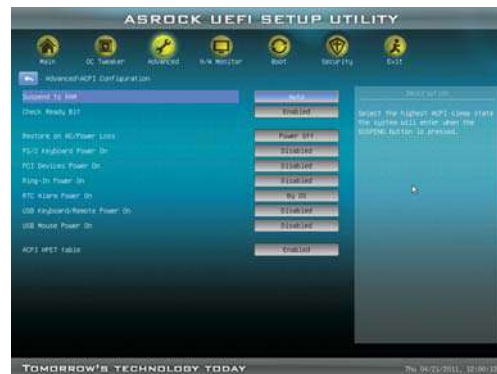 ASROCK UEFI SETUP UTILITY
Main OC Tweaker Advanced H/W Monitor Boot Security Exit
Advanced\ACPI Configuration
Suspend to RAM Auto
Check Ready Bit Enabled
Restore on AC/Power Loss Power Off
PS/2 Keyboard Power On Disabled
PCI Devices Power On Disabled
Ring-In Power On Disabled
RTC Alarm Power On By OS
USB Keyboard/Remote Power On Disabled
USB Mouse Power On Disabled
ACPI HPET table Enabled
Description
Select the highest ACPI sleep state
the system will enter when the
SUSPEND button is pressed.
TOMORROW'S TECHNOLOGY TODAY
Thu 04/21/2011,